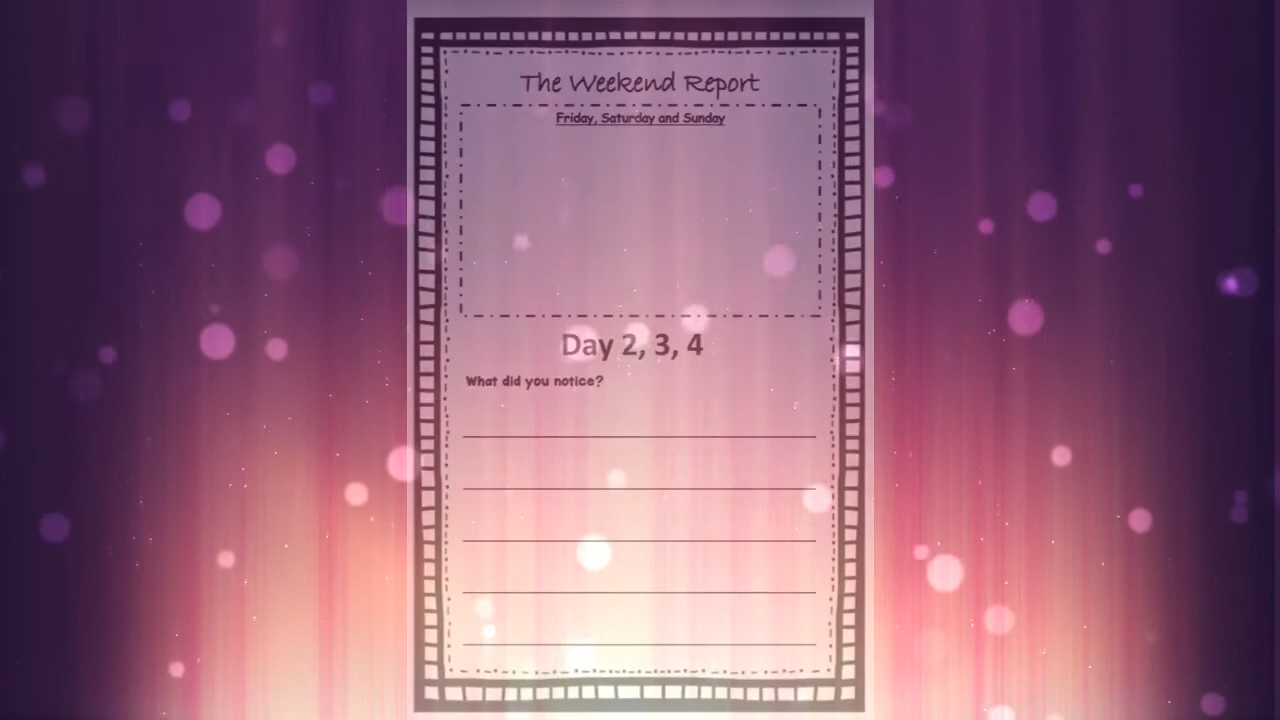 The Weekend Report
Friday, Saturday and Sunday
Day 2, 3, 4
What did you notice?